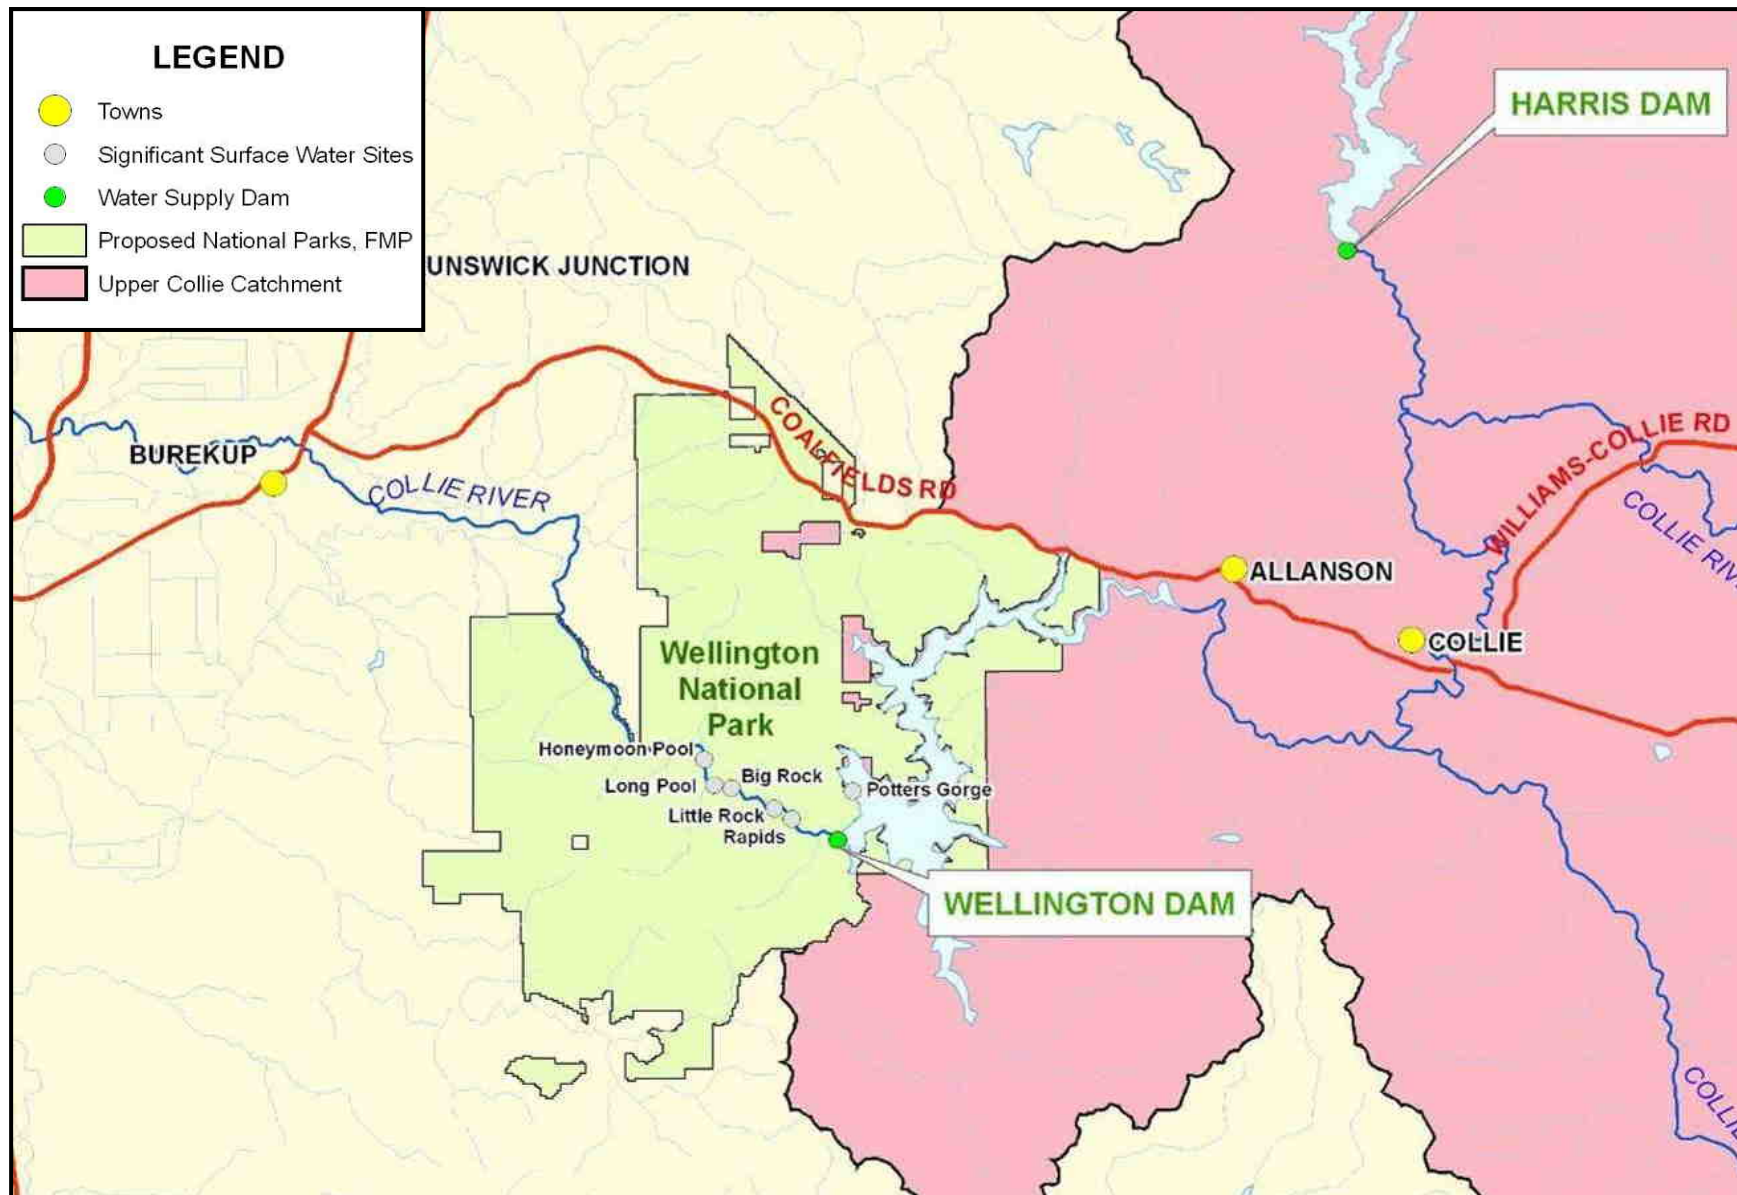 LEGEND
Towns
Significant Surface Water Sites
Water Supply Dam
Proposed National Parks, FMP
Upper Collie Catchment
HARRIS DAM
UNSWICK JUNCTION
COALFIELDS RD
WILLIAMS-COLLIE RD
BUREKUP
COLLIE RIVER
COLLIE RIV
ALLANSON
COLLIE
Wellington
National
Park
Honeymoon Pool
Big Rock
Long Pool
Potters Gorge
Little Rock
Rapids
WELLINGTON DAM
COLLIE